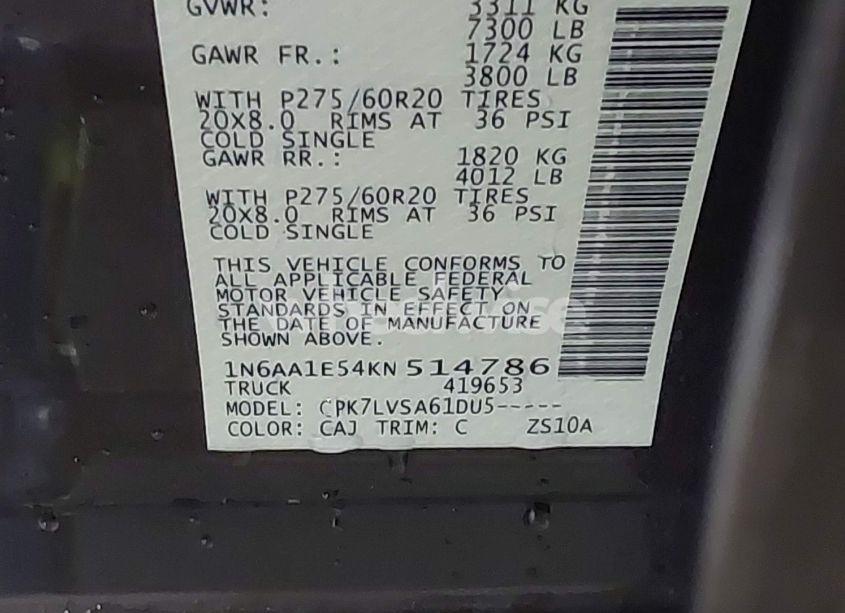 GVWR: 3311 KG
7300 LB
GAWR FR.: 1724 KG
3800 LB
WITH P275/60R20 TIRES
20X8.0 RIMS AT 36 PSI
COLD SINGLE
GAWR RR.: 1820 KG
4012 LB
WITH P275/60R20 TIRES
20X8.0 RIMS AT 36 PSI
COLD SINGLE
THIS VEHICLE CONFORMS TO
ALL APPLICABLE FEDERAL
MOTOR VEHICLE SAFETY
STANDARDS IN EFFECT ON
THE DATE OF MANUFACTURE
SHOWN ABOVE.
1N6AA1E54KN 514786
TRUCK 419653
MODEL: CPK7LVSA61DU5-----
COLOR: CAJ TRIM: C ZS10A